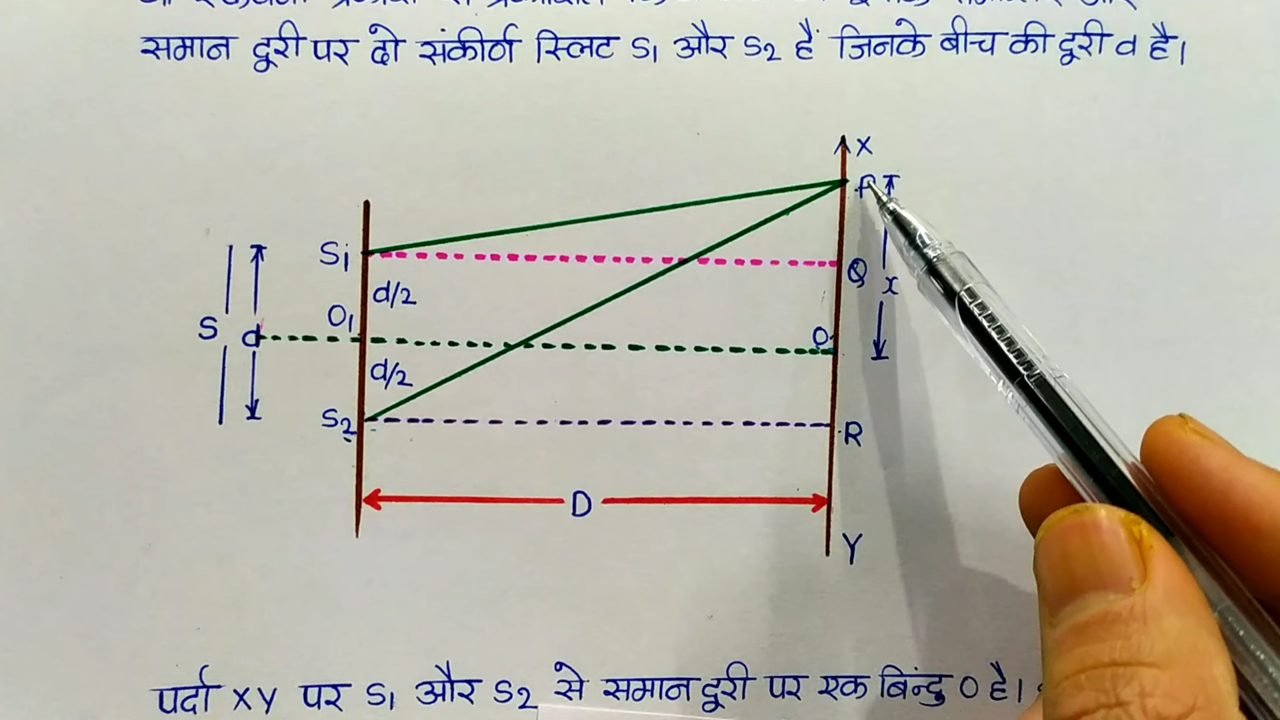 समान दूरी पर दो संकीर्ण स्लिट S₁ और S₂ हैं जिनके बीच की दूरी d है।
X
P
S₁
Q
x
d/2
O₁
S
d
O
d/2
S₂
R
D
Y
पर्दा XY पर S₁ और S₂ से समान दूरी पर एक बिंन्दु O है।